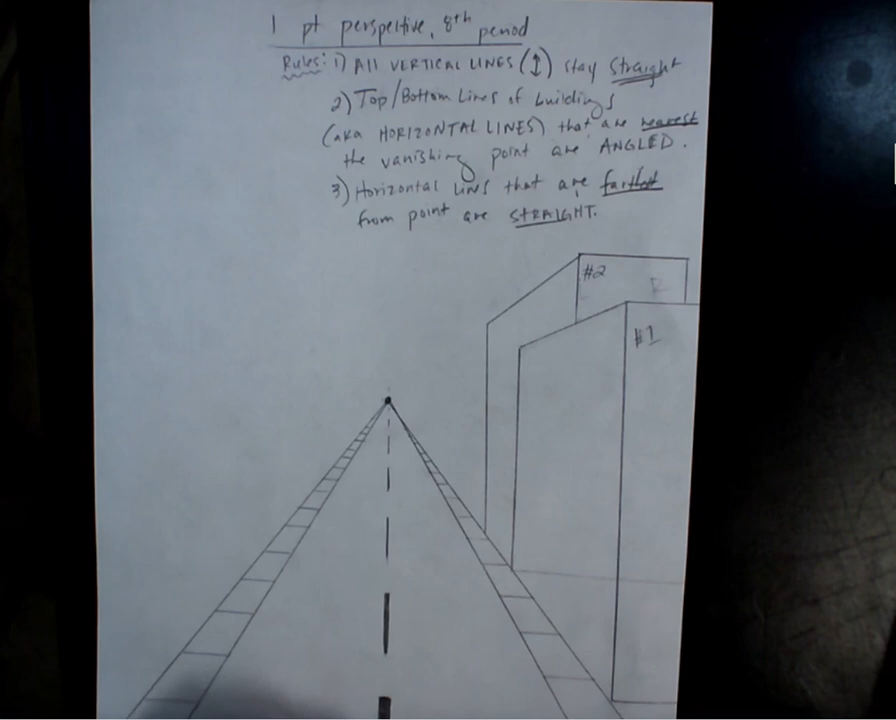 1 pt perspective, 8th period
Rules: 1) All VERTICAL LINES (↕) stay straight
2) Top/Bottom Lines of buildings
(aka HORIZONTAL LINES) that are nearest
the vanishing point are ANGLED.
3) Horizontal lines that are farthest
from point are STRAIGHT.
#2
R
#1